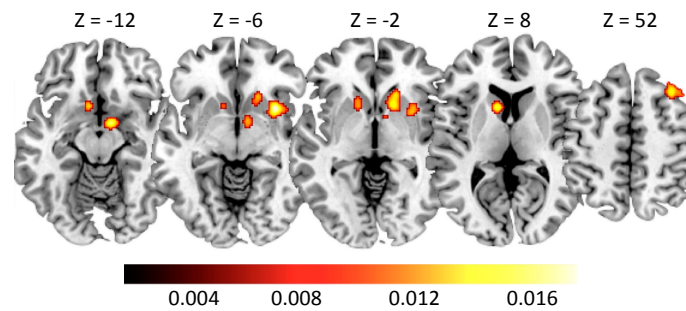 Z = -12 Z = -6 Z = -2 Z = 8 Z = 52
0.004 0.008 0.012 0.016